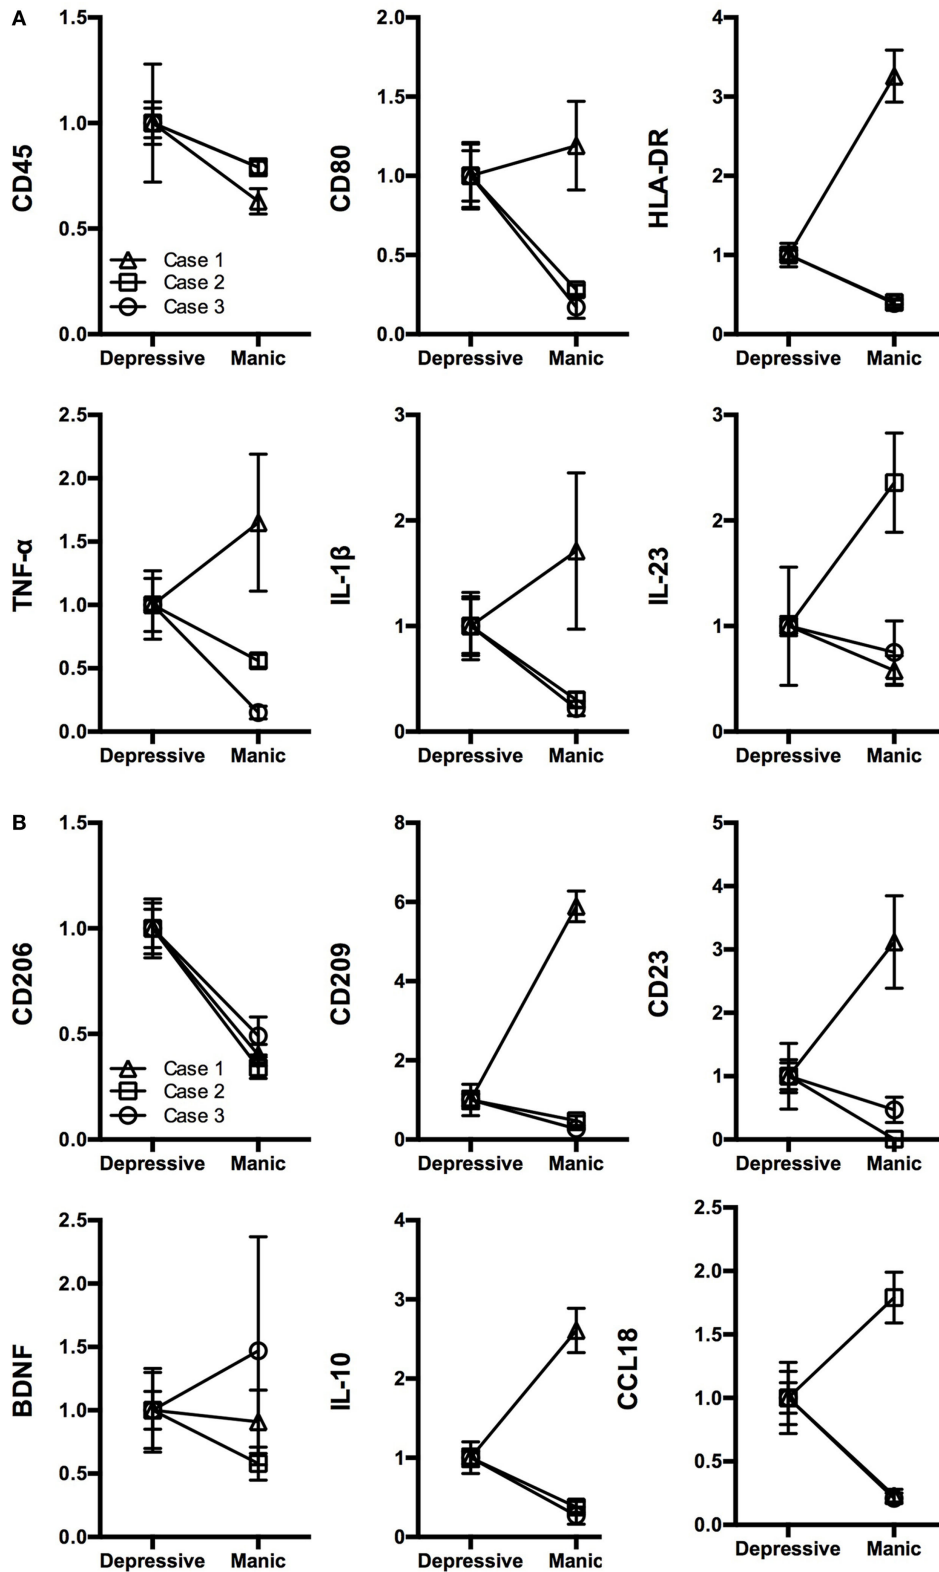 A
CD45
1.5
1.0
0.5
0.0
Case 1
Case 2
Case 3
Depressive Manic
CD80
2.0
1.5
1.0
0.5
0.0
Depressive Manic
HLA-DR
4
3
2
1
0
Depressive Manic
TNF-α
2.5
2.0
1.5
1.0
0.5
0.0
Depressive Manic
IL-1β
3
2
1
0
Depressive Manic
IL-23
3
2
1
0
Depressive Manic
B
CD206
1.5
1.0
0.5
0.0
Case 1
Case 2
Case 3
Depressive Manic
CD209
8
6
4
2
0
Depressive Manic
CD23
5
4
3
2
1
0
Depressive Manic
BDNF
2.5
2.0
1.5
1.0
0.5
0.0
Depressive Manic
IL-10
4
3
2
1
0
Depressive Manic
CCL18
2.5
2.0
1.5
1.0
0.5
0.0
Depressive Manic